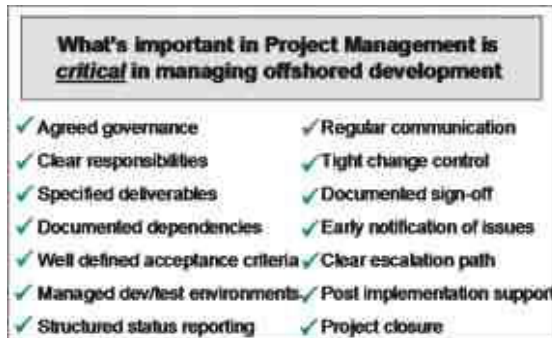 What's important in Project Management is
critical in managing offshored development
Agreed governance
Clear responsibilities
Specified deliverables
Documented dependencies
Well defined acceptance criteria
Managed dev/test environments
Structured status reporting
Regular communication
Tight change control
Documented sign-off
Early notification of issues
Clear escalation path
Post implementation support
Project closure